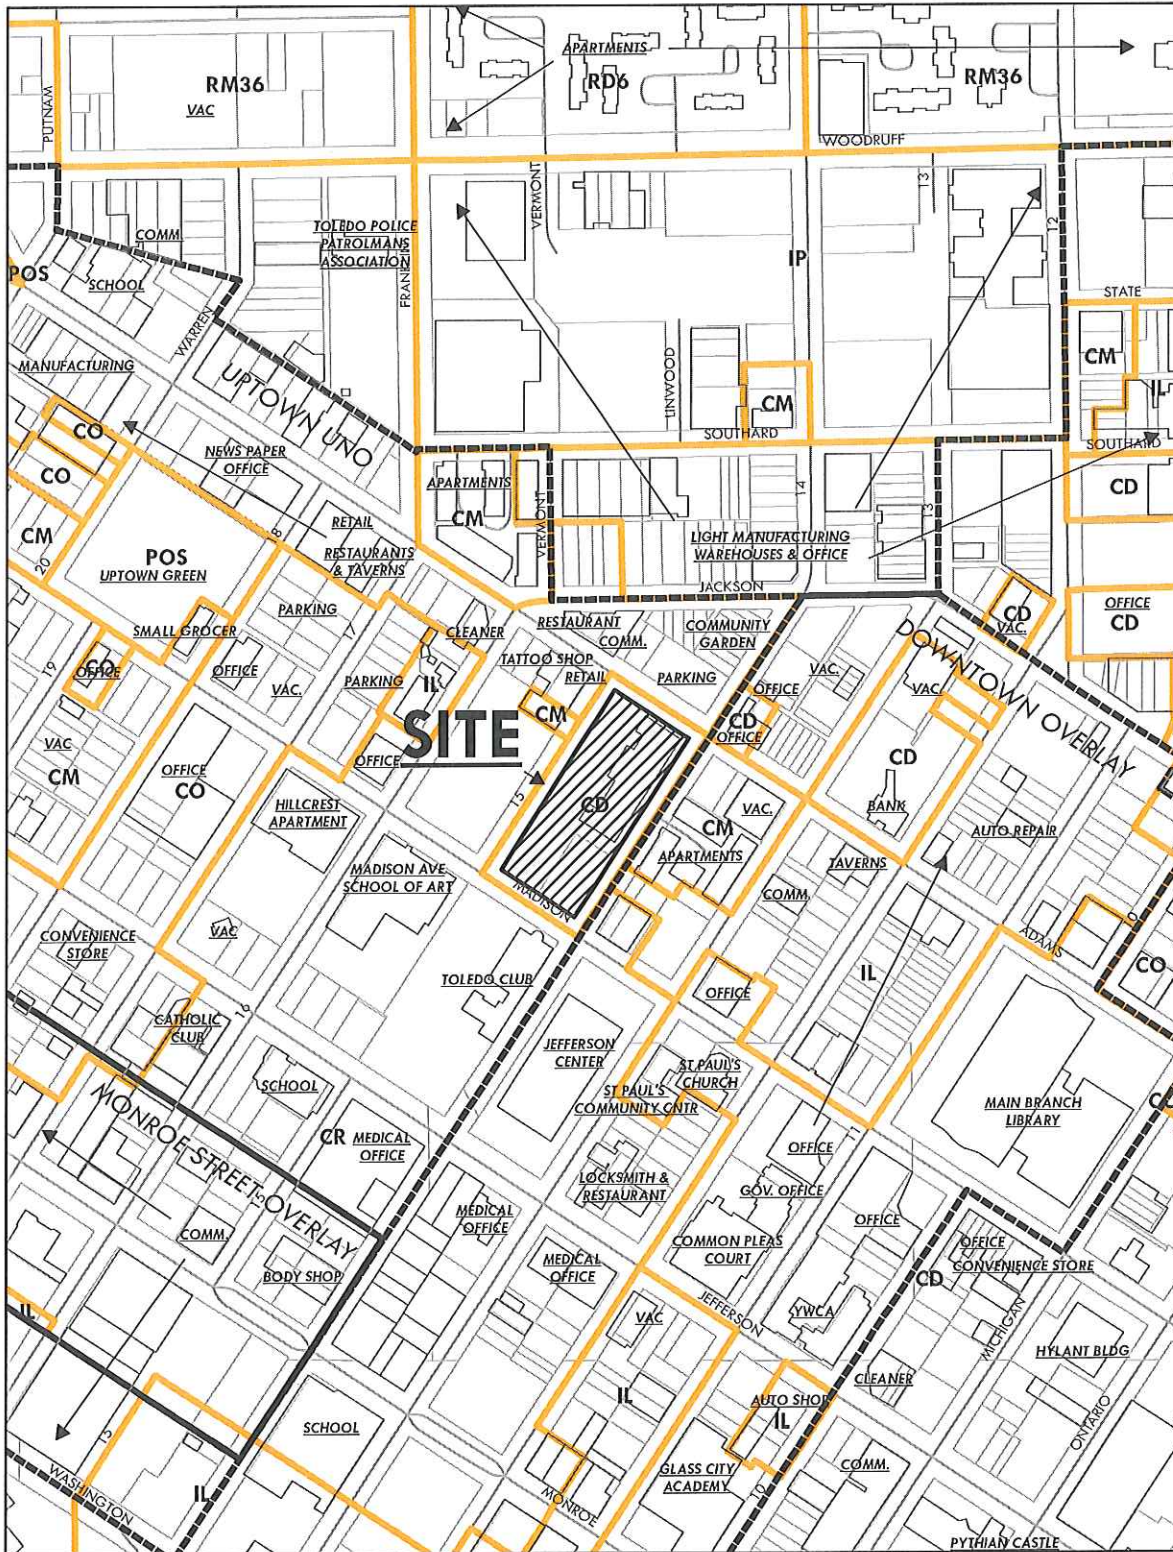 APARTMENTS
RM36
VAC
RD6
RM36
PUTNAM
WOODRUFF
VERMONT
13
12
COMM.
TOLEDO POLICE
PATROLMANS
ASSOCIATION
FRANKLIN
IP
POS
SCHOOL
WARREN
STATE
MANUFACTURING
UPTOWN UNO
LINWOOD
CM
CM
IL
CO
SOUTHARD
SOUTHARD
NEWS PAPER
OFFICE
CO
APARTMENTS
CM
VERMONT
14
13
CD
CM
18
RETAIL
LIGHT MANUFACTURING
WAREHOUSES & OFFICE
20
POS
UPTOWN GREEN
RESTAURANTS
& TAVERNS
JACKSON
PARKING
17
SMALL GROCER
CLEANER
RESTAURANT
COMM.
COMMUNITY
GARDEN
CD
VAC.
OFFICE
CD
DOWNTOWN OVERLAY
19
CO
OFFICE
OFFICE
VAC.
PARKING
IL
TATTOO SHOP
RETAIL
PARKING
OFFICE
VAC.
VAC.
CM
SITE
CD
OFFICE
VAC
CM
OFFICE
CO
OFFICE
15
CD
CD
BANK
VAC.
CM
APARTMENTS
AUTO REPAIR
HILLCREST
APARTMENT
MADISON AVE
SCHOOL OF ART
MADISON
TAVERNS
COMM.
ADAMS
10
CO
CONVENIENCE
STORE
VAC
16
TOLEDO CLUB
OFFICE
IL
CATHOLIC
CLUB
JEFFERSON
CENTER
SCHOOL
ST PAUL'S
CHURCH
ST PAUL'S
COMMUNITY CNTR
MAIN BRANCH
LIBRARY
MONROE STREET OVERLAY
CR
MEDICAL
OFFICE
OFFICE
11
LOCKSMITH &
RESTAURANT
GOV. OFFICE
MEDICAL
OFFICE
OFFICE
COMM.
COMMON PLEAS
COURT
OFFICE
CONVENIENCE STORE
BODY SHOP
MEDICAL
OFFICE
CD
JEFFERSON
YWCA
MICHIGAN
IL
VAC
HYLANT BLDG
CLEANER
IL
AUTO SHOP
IL
ONTARIO
SCHOOL
15
COMM.
GLASS CITY
ACADEMY
WASHINGTON
IL
MONROE
10
PYTHIAN CASTLE